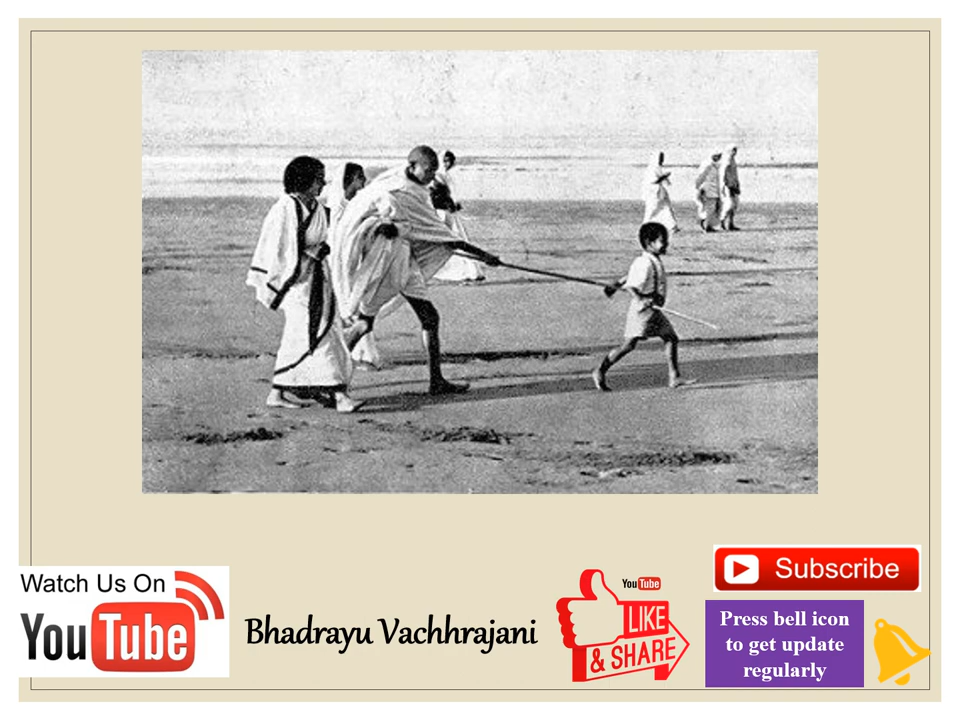 Watch Us On
YouTube
Bhadrayu Vachhrajani
YouTube
LIKE
& SHARE
Subscribe
Press bell icon
to get update
regularly